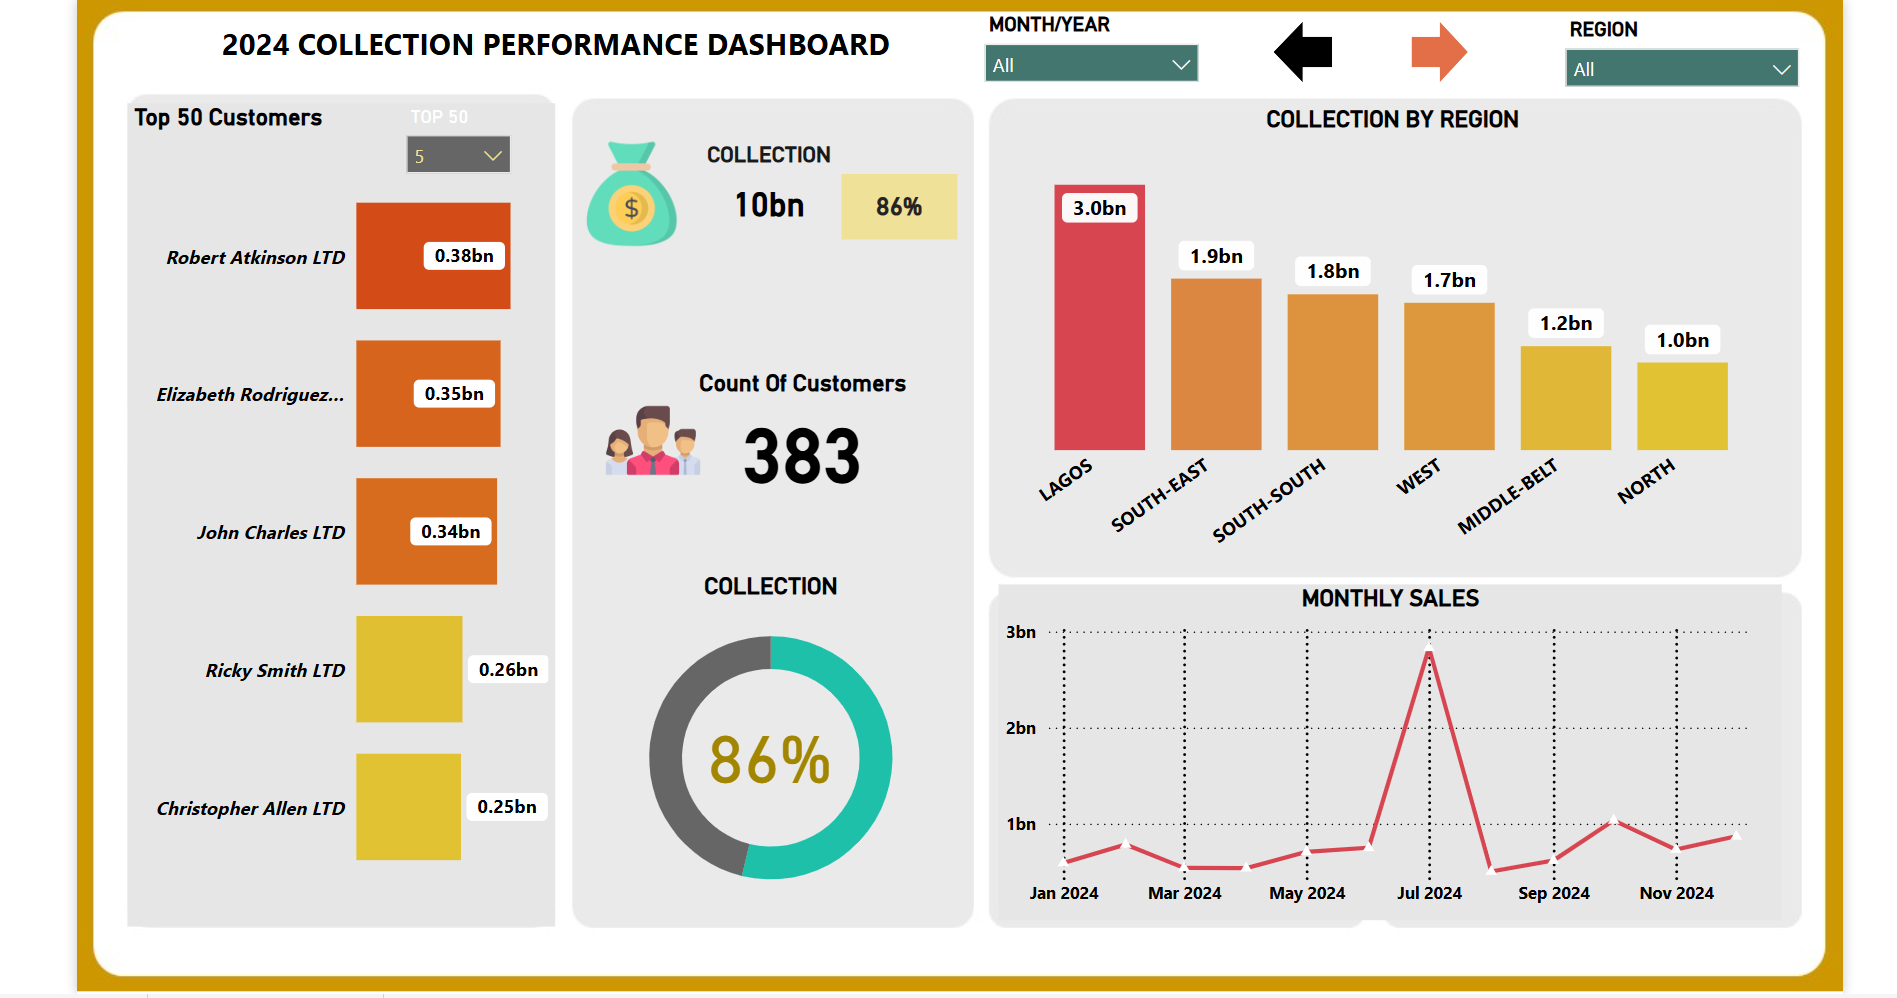 2024 COLLECTION PERFORMANCE DASHBOARD
MONTH/YEAR
All
REGION
All
Top 50 Customers
TOP 50
5
Robert Atkinson LTD
0.38bn
Elizabeth Rodriguez...
0.35bn
John Charles LTD
0.34bn
Ricky Smith LTD
0.26bn
Christopher Allen LTD
0.25bn
COLLECTION
10bn
86%
$
Count Of Customers
383
COLLECTION
86%
COLLECTION BY REGION
3.0bn
1.9bn
1.8bn
1.7bn
1.2bn
1.0bn
LAGOS
SOUTH-EAST
SOUTH-SOUTH
WEST
MIDDLE-BELT
NORTH
MONTHLY SALES
3bn
2bn
1bn
Jan 2024
Mar 2024
May 2024
Jul 2024
Sep 2024
Nov 2024